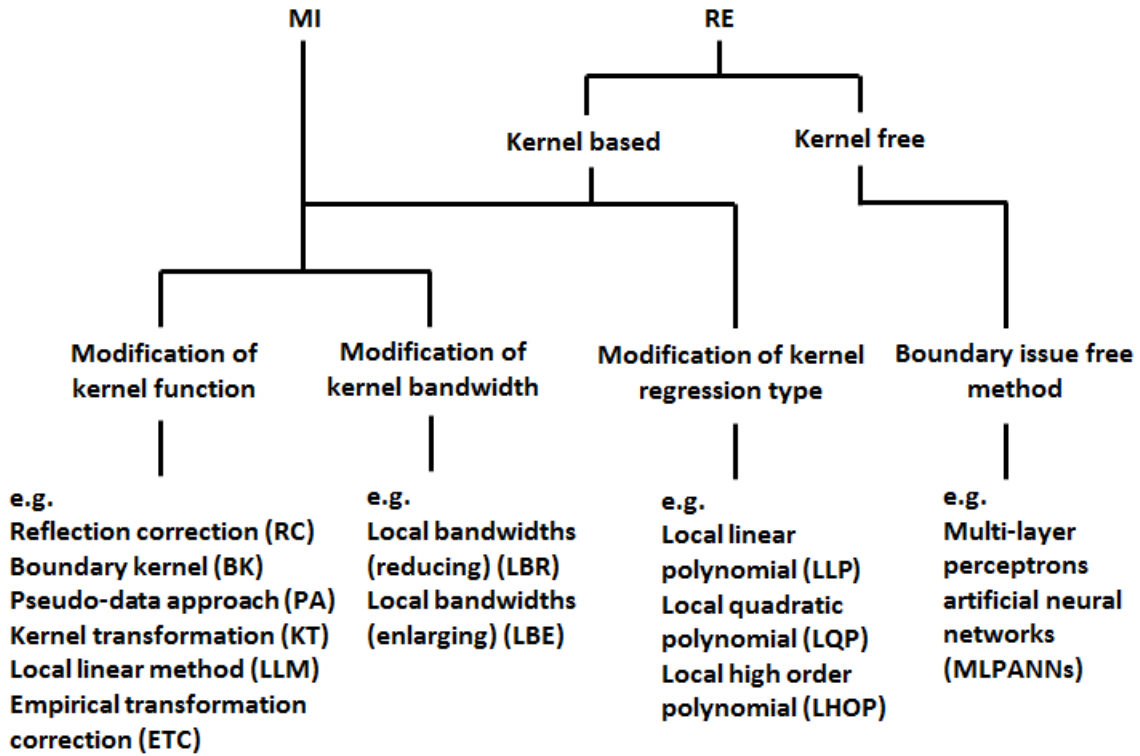 MI
RE
Kernel based
Kernel free
Modification of
kernel function
Modification of
kernel bandwidth
Modification of kernel
regression type
Boundary issue free
method
e.g.
Reflection correction (RC)
Boundary kernel (BK)
Pseudo-data approach (PA)
Kernel transformation (KT)
Local linear method (LLM)
Empirical transformation
correction (ETC)
e.g.
Local bandwidths
(reducing) (LBR)
Local bandwidths
(enlarging) (LBE)
e.g.
Local linear
polynomial (LLP)
Local quadratic
polynomial (LQP)
Local high order
polynomial (LHOP)
e.g.
Multi-layer
perceptrons
artificial neural
networks
(MLPANNs)